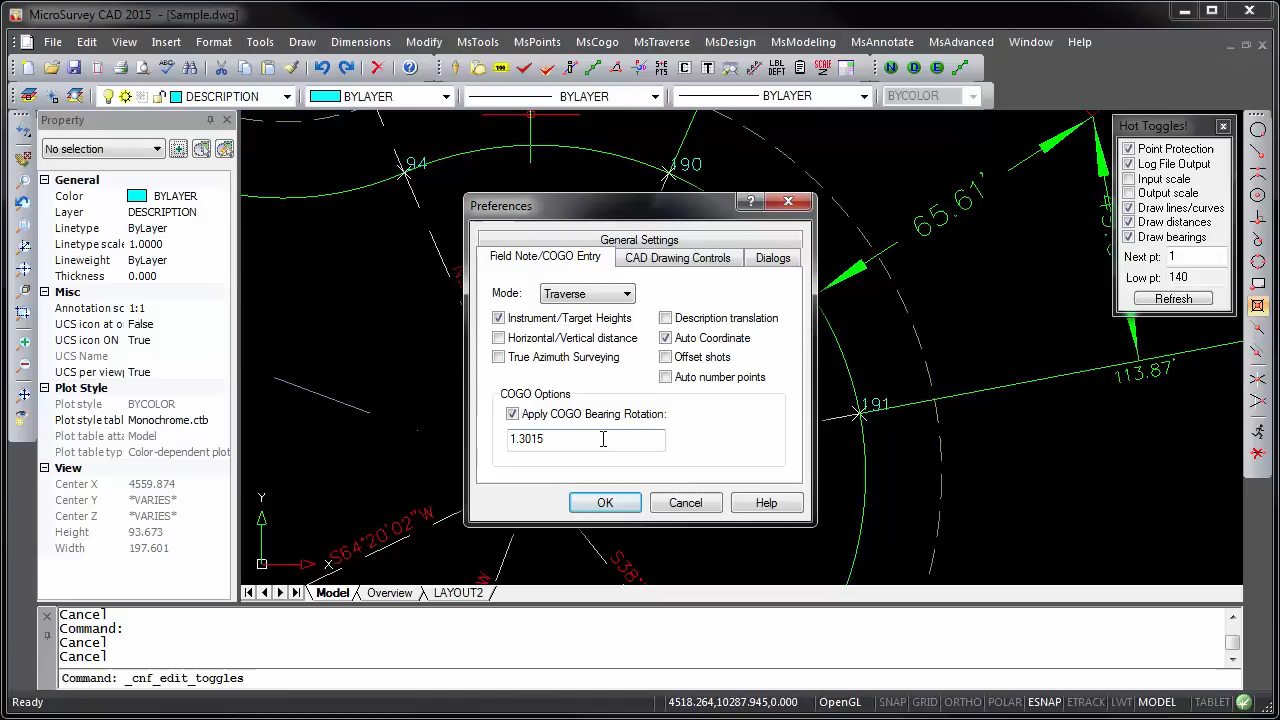 MicroSurvey CAD 2015 - [Sample.dwg]
File Edit View Insert Format Tools Draw Dimensions Modify MsTools MsPoints MsCogo MsTraverse MsDesign MsModeling MsAnnotate MsAdvanced Window Help
DESCRIPTION BYLAYER BYLAYER BYLAYER BYCOLOR
Property
No selection
General
Color BYLAYER
Layer DESCRIPTION
Linetype ByLayer
Linetype scale 1.0000
Lineweight ByLayer
Thickness 0.000
Misc
Annotation sc 1:1
UCS icon at o False
UCS icon ON True
UCS Name
UCS per viewp True
Plot Style
Plot style BYCOLOR
Plot style table Monochrome.ctb
Plot table atta Model
Plot table type Color-dependent plot
View
Center X 4559.874
Center Y *VARIES*
Center Z *VARIES*
Height 93.673
Width 197.601
94
190
65.61'
191
113.87'
S64°20'02"W
S38°
Y
X
Preferences
General Settings
Field Note/COGO Entry CAD Drawing Controls Dialogs
Mode: Traverse
Instrument/Target Heights Description translation
Horizontal/Vertical distance Auto Coordinate
True Azimuth Surveying Offset shots
Auto number points
COGO Options
Apply COGO Bearing Rotation:
1.3015
OK Cancel Help
Hot Toggles!
Point Protection
Log File Output
Input scale
Output scale
Draw lines/curves
Draw distances
Draw bearings
Next pt: 1
Low pt: 140
Refresh
Model Overview LAYOUT2
Cancel
Command:
Cancel
Cancel
Command: _cnf_edit_toggles
Ready 4518.264,10287.945,0.000 OpenGL SNAP GRID ORTHO POLAR ESNAP ETRACK LWT MODEL TABLET